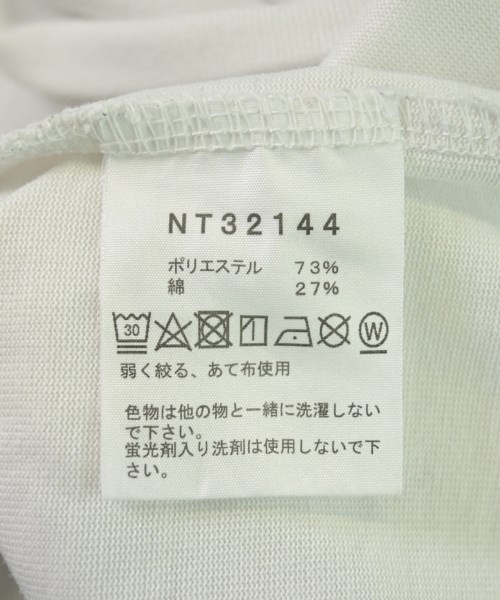 NT32144
ポリエステル 73%
綿 27%
30 W
弱く絞る、あて布使用
色物は他の物と一緒に洗濯しない
で下さい。
蛍光剤入り洗剤は使用しないで下
さい。